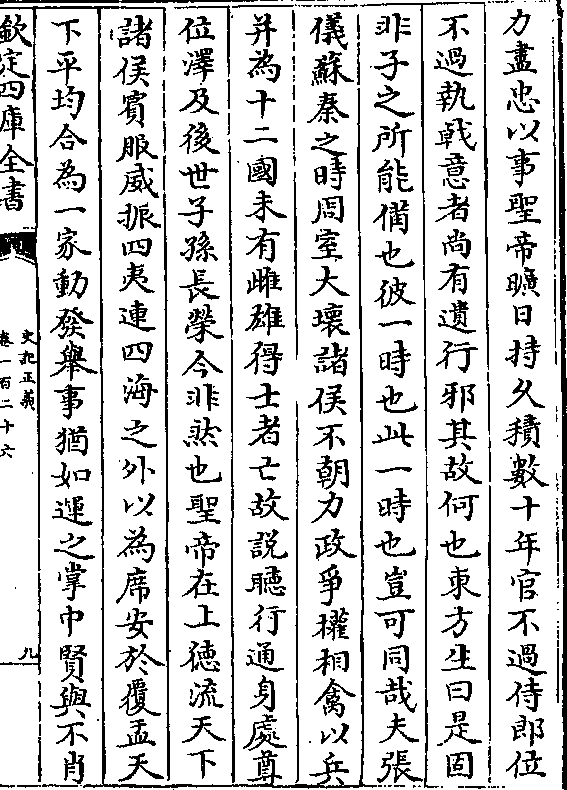 力盡忠以事聖帝曠日持久積數十年官不過侍郎位
不過執㦸意者尚有遺行邪其故何也東方生曰是固
非子之所能備也彼一時也此一時也豈可同哉夫張
儀蘇秦之時周室大壞諸侯不朝力政爭權相禽以兵
并為十二國未有雌雄得士者亡故説聽行通身處尊
位澤及後世子孫長榮今非然也聖帝在上徳流天下
諸侯賓服威振四夷連四海之外以為席安於覆盂天
下平均合為一家動發舉事猶如運之掌中賢與不肖
欽定四庫全書
史記正義
卷一百二十六
九